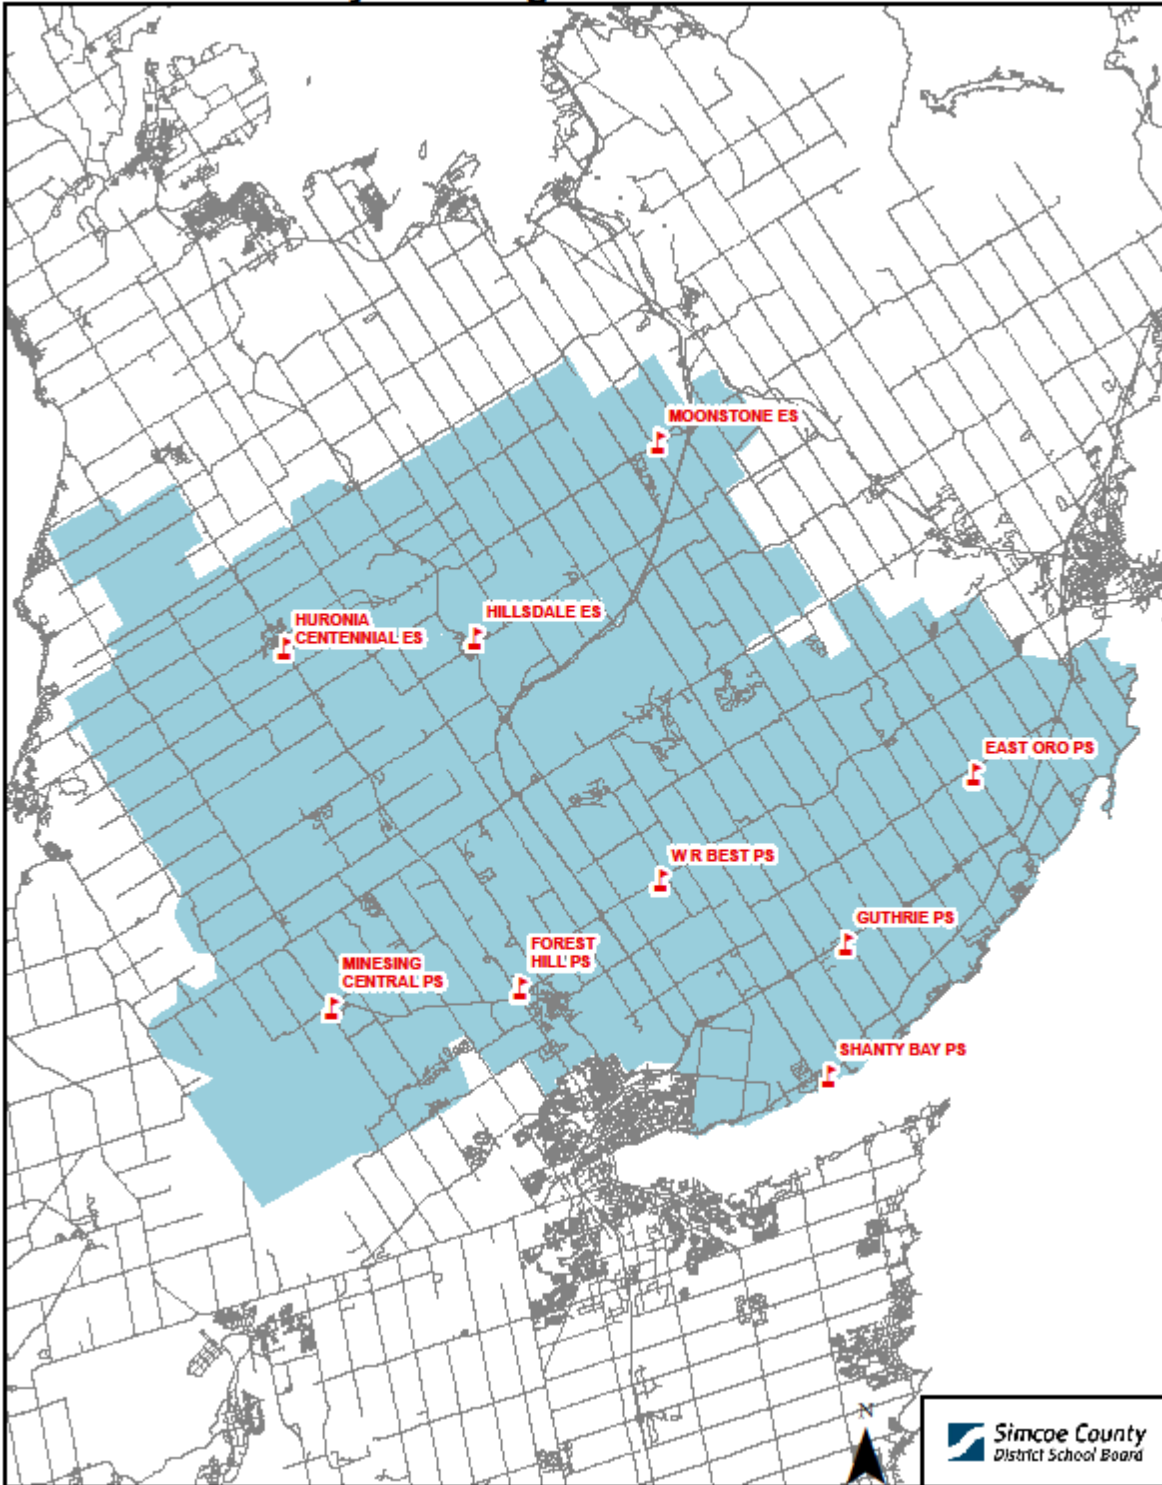 MOONSTONE ES
HURONIA
CENTENNIAL ES
HILLSDALE ES
EAST ORO PS
W R BEST PS
GUTHRIE PS
FOREST
HILL PS
MINESING
CENTRAL PS
SHANTY BAY PS
N
Simcoe County
District School Board